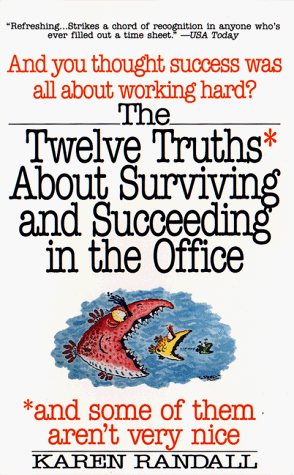 "Refreshing...Strikes a chord of recognition in anyone who's
ever filled out a time sheet." —USA Today
And you thought success was
all about working hard?
The
Twelve Truths*
About Surviving
and Succeeding
in the Office
*and some of them
aren't very nice
KAREN RANDALL